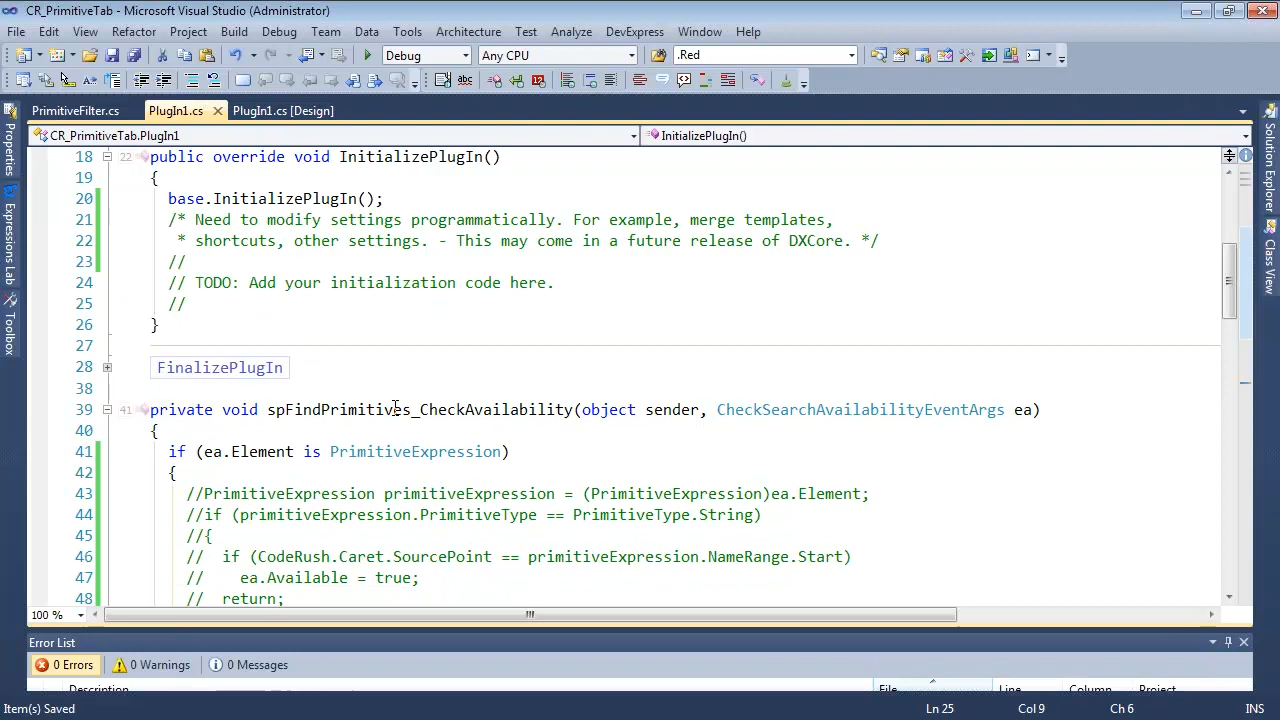 CR_PrimitiveTab - Microsoft Visual Studio (Administrator)
File Edit View Refactor Project Build Debug Team Data Tools Architecture Test Analyze DevExpress Window Help
Debug Any CPU .Red
PrimitiveFilter.cs PlugIn1.cs PlugIn1.cs [Design]
CR_PrimitiveTab.PlugIn1 InitializePlugIn()
18 22 public override void InitializePlugIn()
19 {
20 base.InitializePlugIn();
21 /* Need to modify settings programmatically. For example, merge templates,
22 * shortcuts, other settings. - This may come in a future release of DXCore. */
23 //
24 // TODO: Add your initialization code here.
25 //
26 }
27
28 FinalizePlugIn
38
39 41 private void spFindPrimitives_CheckAvailability(object sender, CheckSearchAvailabilityEventArgs ea)
40 {
41 if (ea.Element is PrimitiveExpression)
42 {
43 //PrimitiveExpression primitiveExpression = (PrimitiveExpression)ea.Element;
44 //if (primitiveExpression.PrimitiveType == PrimitiveType.String)
45 //{
46 // if (CodeRush.Caret.SourcePoint == primitiveExpression.NameRange.Start)
47 // ea.Available = true;
48 // return;
100 %
Error List
0 Errors 0 Warnings 0 Messages
Description File Line Column Project
Item(s) Saved Ln 25 Col 9 Ch 6 INS
Properties
Expressions Lab
Toolbox
Solution Explorer
Class View